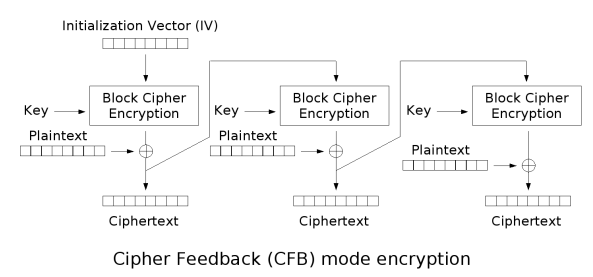 Initialization Vector (IV)
Key
Block Cipher
Encryption
Plaintext
Ciphertext
Key
Block Cipher
Encryption
Plaintext
Ciphertext
Key
Block Cipher
Encryption
Plaintext
Ciphertext
Cipher Feedback (CFB) mode encryption